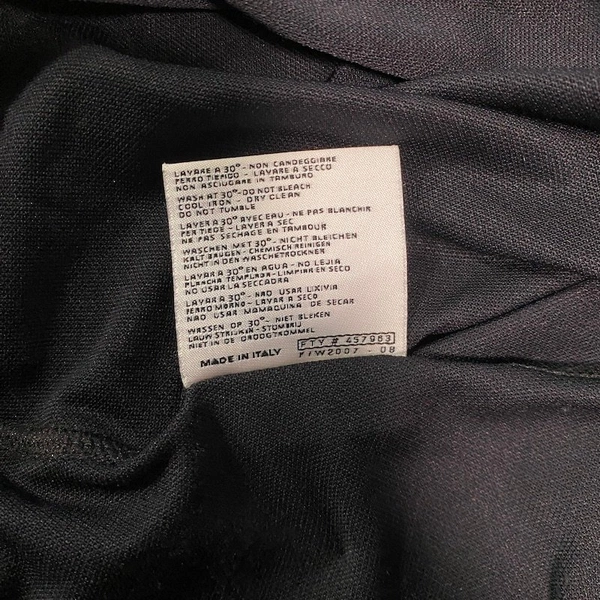 LAVARE A 30° - NON CANDEGGIARE
FERRO TIEPIDO - LAVARE A SECCO
NON ASCIUGARE IN TAMBURO
WASH AT 30° - DO NOT BLEACH
COOL IRON - DRY CLEAN
DO NOT TUMBLE
LAVER A 30° AVEC EAU - NE PAS BLANCHIR
FER TIEDE - LAVER A SEC
NE PAS SECHAGE EN TAMBOUR
WASCHEN MET 30° - NICHT BLEICHEN
KALT BAUGEN - CHEMISCH REINIGEN
NICHT IN DEN WASCHETROCKNER
LAVAR A 30° EN AGUA - NO LEJIA
PLANCHA TEMPLADA - LIMPIAR EN SECO
NO USAR LA SECCADRA
LAVAR A 30° - NAO USAR LIXIVIA
FERRO MORNO - LAVAR A SECO
NAO USAR MAMAQUINA DE SECAR
WASSEN OP 30° - NIET BLEKEN
LAUW STRIJKEN - STOMERIJ
NIET IN DE DROOGTROMMEL
MADE IN ITALY FTY # 457983
F/W2007 - 08